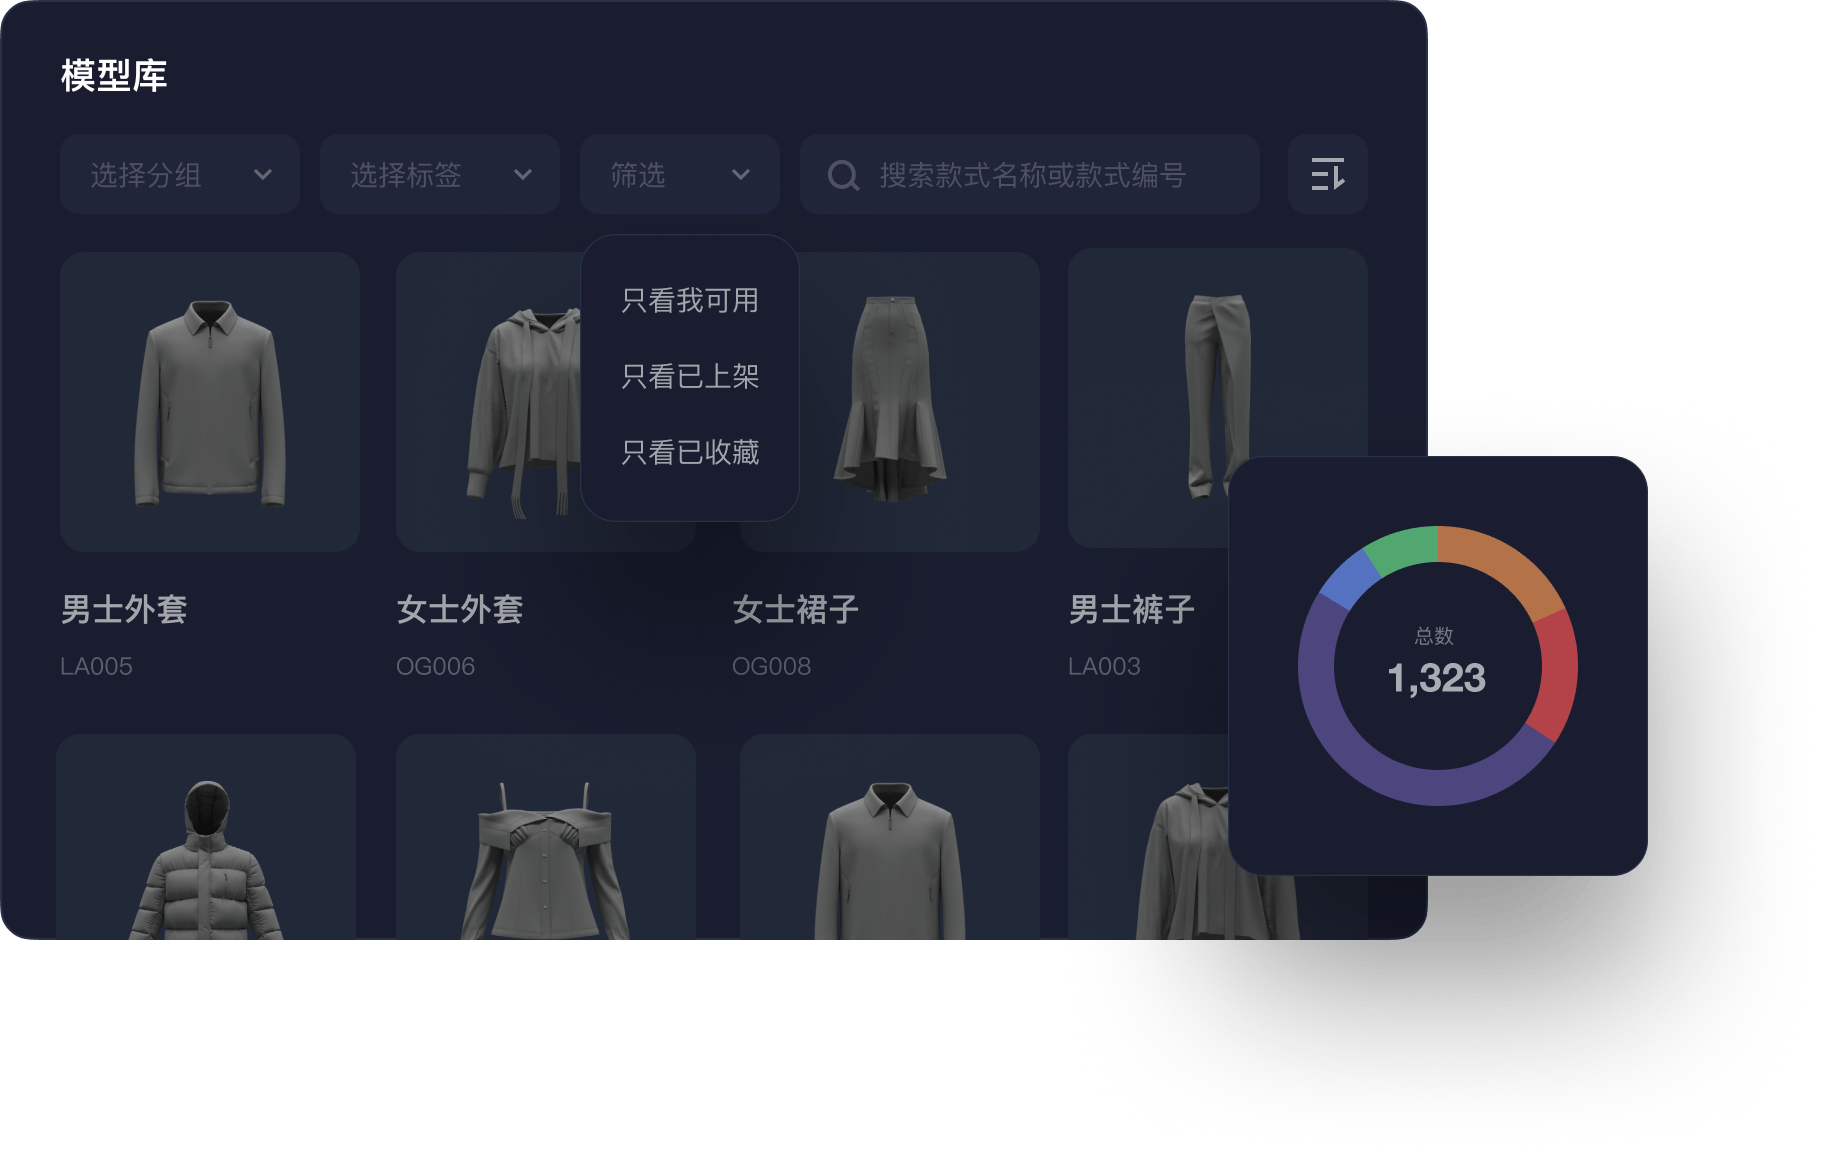 模型库
选择分组 选择标签 筛选 搜索款式名称或款式编号
只看我可用
只看已上架
只看已收藏
男士外套 女士外套 女士裙子 男士裤子
LA005 OG006 OG008 LA003
总数
1,323